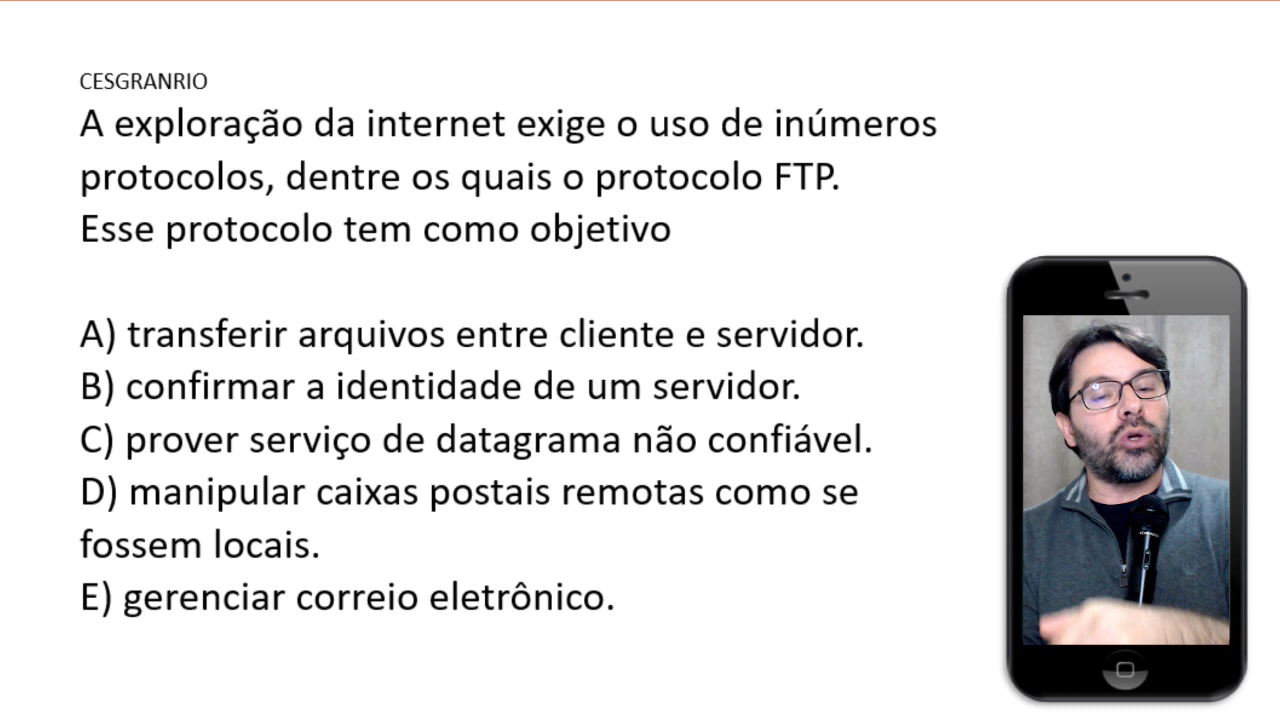 CESGRANRIO
A exploração da internet exige o uso de inúmeros
protocolos, dentre os quais o protocolo FTP.
Esse protocolo tem como objetivo
A) transferir arquivos entre cliente e servidor.
B) confirmar a identidade de um servidor.
C) prover serviço de datagrama não confiável.
D) manipular caixas postais remotas como se
fossem locais.
E) gerenciar correio eletrônico.